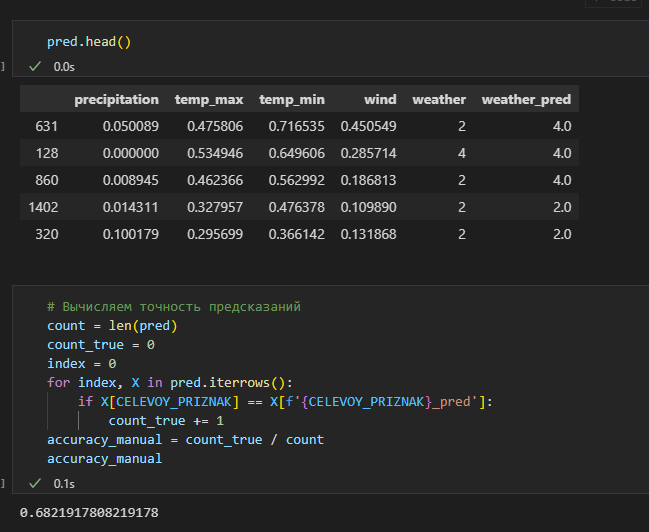 pred.head()
] ✓ 0.0s
precipitation temp_max temp_min wind weather weather_pred
631 0.050089 0.475806 0.716535 0.450549 2 4.0
128 0.000000 0.534946 0.649606 0.285714 4 4.0
860 0.008945 0.462366 0.562992 0.186813 2 4.0
1402 0.014311 0.327957 0.476378 0.109890 2 2.0
320 0.100179 0.295699 0.366142 0.131868 2 2.0
# Вычисляем точность предсказаний
count = len(pred)
count_true = 0
index = 0
for index, X in pred.iterrows():
    if X[CELEVOY_PRIZNAK] == X[f'{CELEVOY_PRIZNAK}_pred']:
        count_true += 1
accuracy_manual = count_true / count
accuracy_manual
] ✓ 0.1s
0.6821917808219178